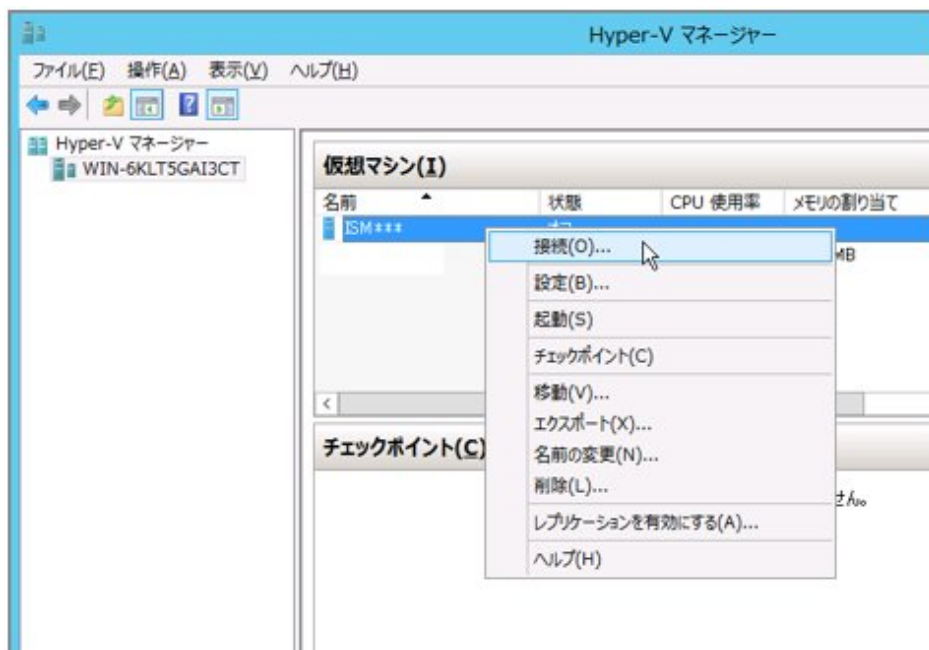 Hyper-V マネージャー
ファイル(F) 操作(A) 表示(V) ヘルプ(H)
Hyper-V マネージャー
WIN-6KLT5GAI3CT
仮想マシン(I)
名前 状態 CPU 使用率 メモリの割り当て
ISM***
MB
接続(O)...
設定(B)...
起動(S)
チェックポイント(C)
移動(V)...
エクスポート(X)...
名前の変更(N)...
削除(L)...
レプリケーションを有効にする(A)...
ヘルプ(H)
チェックポイント(C)
せん。